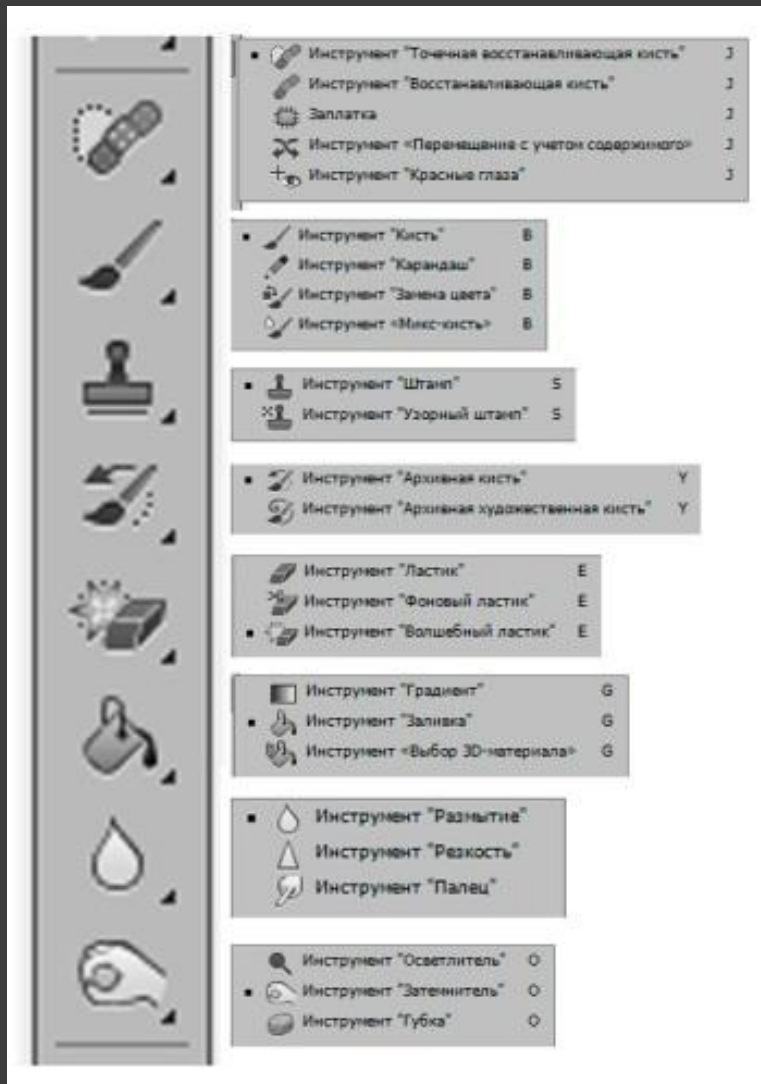 Инструмент "Точечная восстанавливающая кисть" J
Инструмент "Восстанавливающая кисть" J
Заплатка J
Инструмент «Перемещение с учетом содержимого» J
Инструмент "Красные глаза" J
Инструмент "Кисть" B
Инструмент "Карандаш" B
Инструмент "Замена цвета" B
Инструмент «Микс-кисть» B
Инструмент "Штамп" S
Инструмент "Узорный штамп" S
Инструмент "Архивная кисть" Y
Инструмент "Архивная художественная кисть" Y
Инструмент "Ластик" E
Инструмент "Фоновый ластик" E
Инструмент "Волшебный ластик" E
Инструмент "Градиент" G
Инструмент "Заливка" G
Инструмент «Выбор 3D-материала» G
Инструмент "Размытие"
Инструмент "Резкость"
Инструмент "Палец"
Инструмент "Осветлитель" O
Инструмент "Затемнитель" O
Инструмент "Губка" O